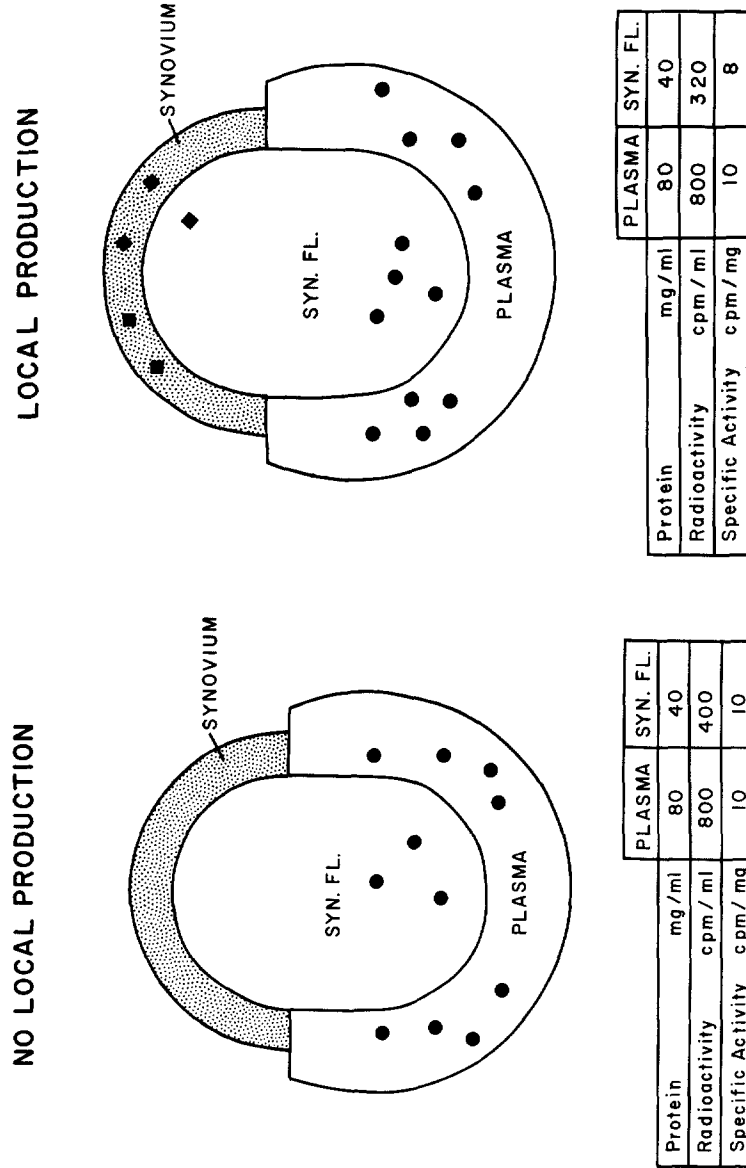 NO LOCAL PRODUCTION
SYNOVIUM
SYN. FL.
PLASMA
PLASMA SYN. FL.
Protein mg/ml 80 40
Radioactivity cpm/ml 800 400
Specific Activity cpm/mg 10 10
LOCAL PRODUCTION
SYNOVIUM
SYN. FL.
PLASMA
PLASMA SYN. FL.
Protein mg/ml 80 40
Radioactivity cpm/ml 800 320
Specific Activity cpm/mg 10 8